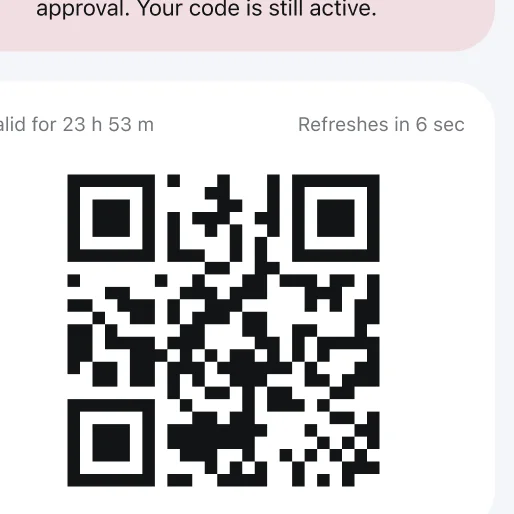 approval. Your code is still active.
alid for 23 h 53 m
Refreshes in 6 sec